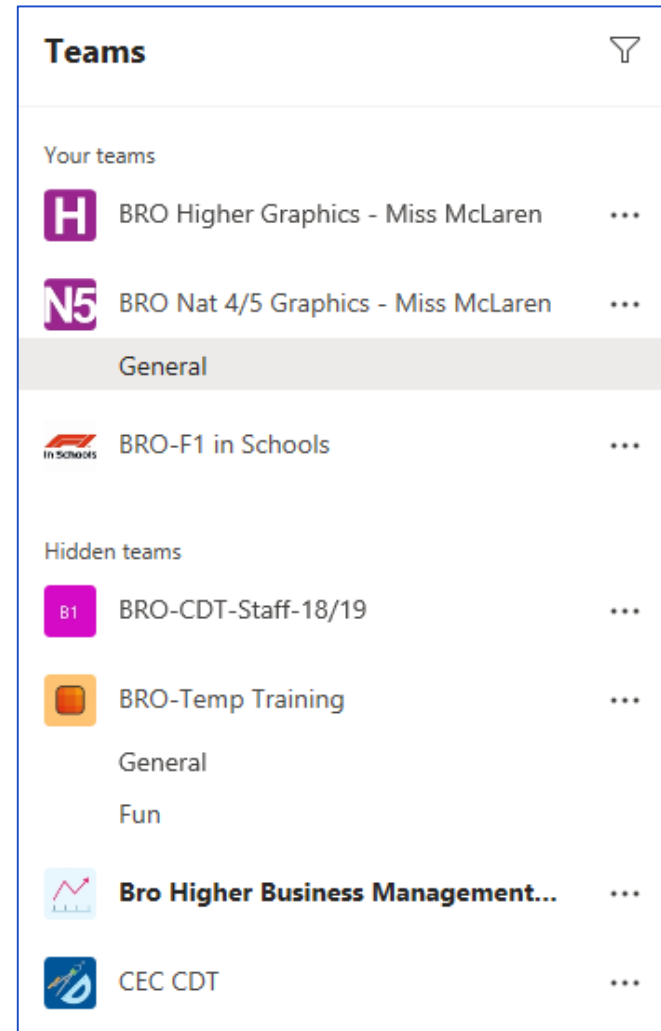 Teams
Your teams
H BRO Higher Graphics - Miss McLaren
N5 BRO Nat 4/5 Graphics - Miss McLaren
General
F1 In Schools BRO-F1 in Schools
Hidden teams
B1 BRO-CDT-Staff-18/19
BRO-Temp Training
General
Fun
Bro Higher Business Management...
CEC CDT